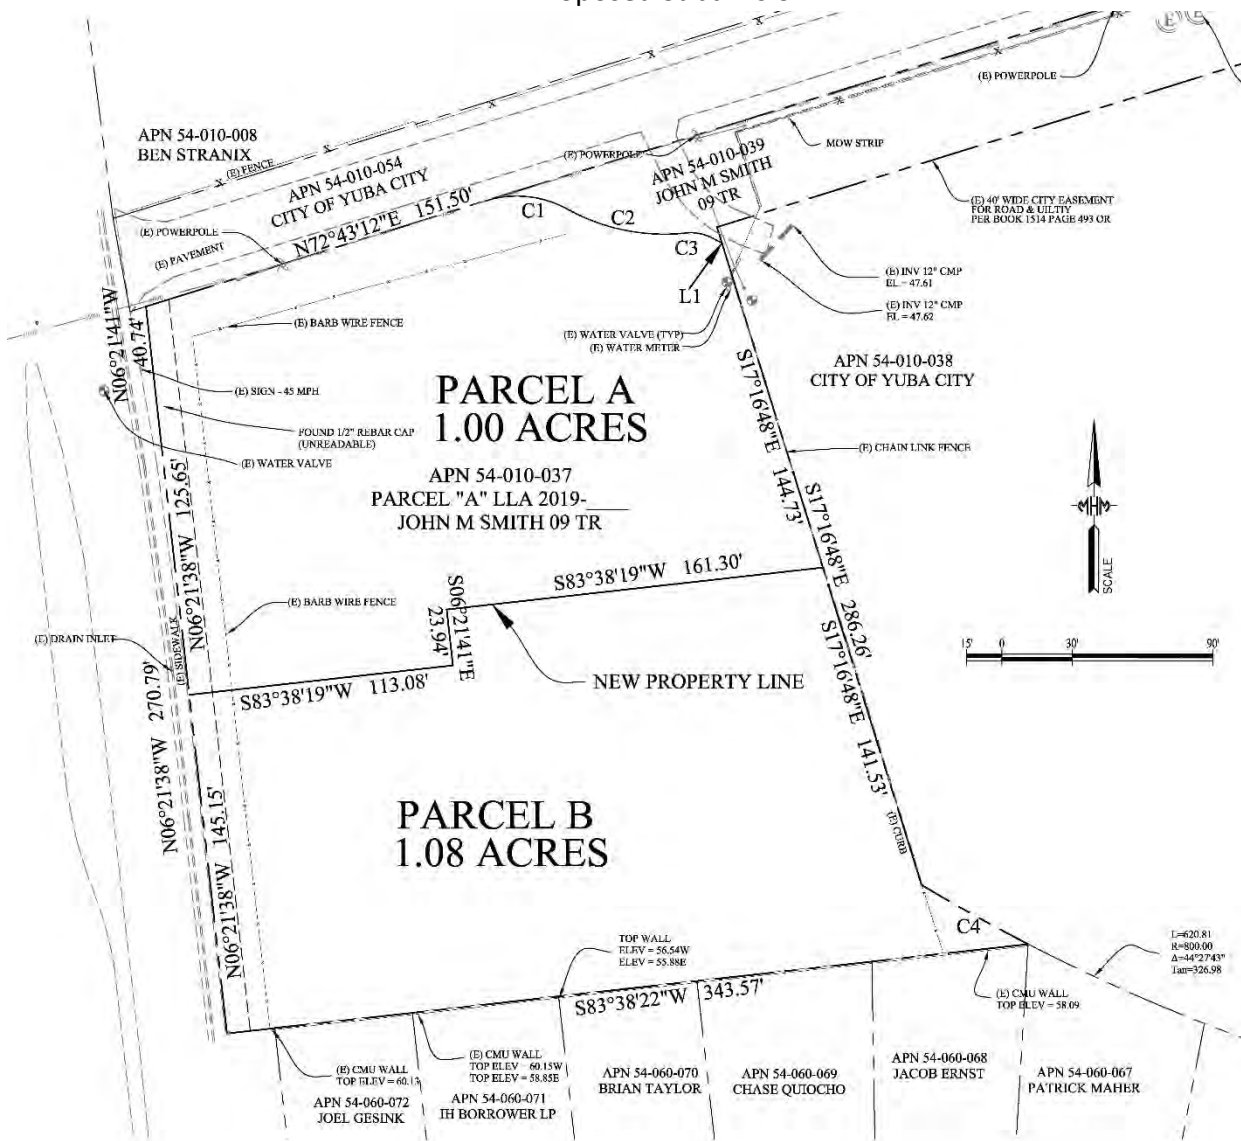 APN 54-010-008
BEN STRANIX
(E) FENCE
APN 54-010-054
CITY OF YUBA CITY
(E) POWERPOLE
(E) PAVEMENT
N72°43'12"E 151.50'
C1
C2
C3
L1
(E) POWERPOLE
APN 54-010-039
JOHN M SMITH
09 TR
(E) POWERPOLE
E
E
MOW STRIP
(E) 40' WIDE CITY EASEMENT
FOR ROAD & UILTIY
PER BOOK 1514 PAGE 493 OR
(E) INV 12" CMP
EL = 47.61
(E) INV 12" CMP
EL = 47.62
(E) WATER VALVE (TYP)
(E) WATER METER
APN 54-010-038
CITY OF YUBA CITY
N06°21'41"W
40.74'
(E) BARB WIRE FENCE
(E) SIGN - 45 MPH
FOUND 1/2" REBAR CAP
(UNREADABLE)
(E) WATER VALVE
PARCEL A
1.00 ACRES
APN 54-010-037
PARCEL "A" LLA 2019-____
JOHN M SMITH 09 TR
S17°16'48"E 144.73'
(E) CHAIN LINK FENCE
S17°16'48"E 286.26'
S17°16'48"E 141.53'
MHM
SCALE
15' 0 30' 90'
N06°21'38"W 125.65'
(E) BARB WIRE FENCE
(E) DRAIN INLET
(E) SIDEWALK
S83°38'19"W 161.30'
S06°21'41"E
23.94'
S83°38'19"W 113.08'
NEW PROPERTY LINE
N06°21'38"W 270.79'
N06°21'38"W 145.15'
PARCEL B
1.08 ACRES
(E) CURB
C4
L=620.81
R=800.00
Δ=44°27'43"
Tan=326.98
TOP WALL
ELEV = 56.54W
ELEV = 55.88E
S83°38'22"W 343.57'
(E) CMU WALL
TOP ELEV = 58.09
(E) CMU WALL
TOP ELEV = 60.13
(E) CMU WALL
TOP ELEV = 60.15W
TOP ELEV = 58.85E
APN 54-060-072
JOEL GESINK
APN 54-060-071
IH BORROWER LP
APN 54-060-070
BRIAN TAYLOR
APN 54-060-069
CHASE QUIOCHO
APN 54-060-068
JACOB ERNST
APN 54-060-067
PATRICK MAHER